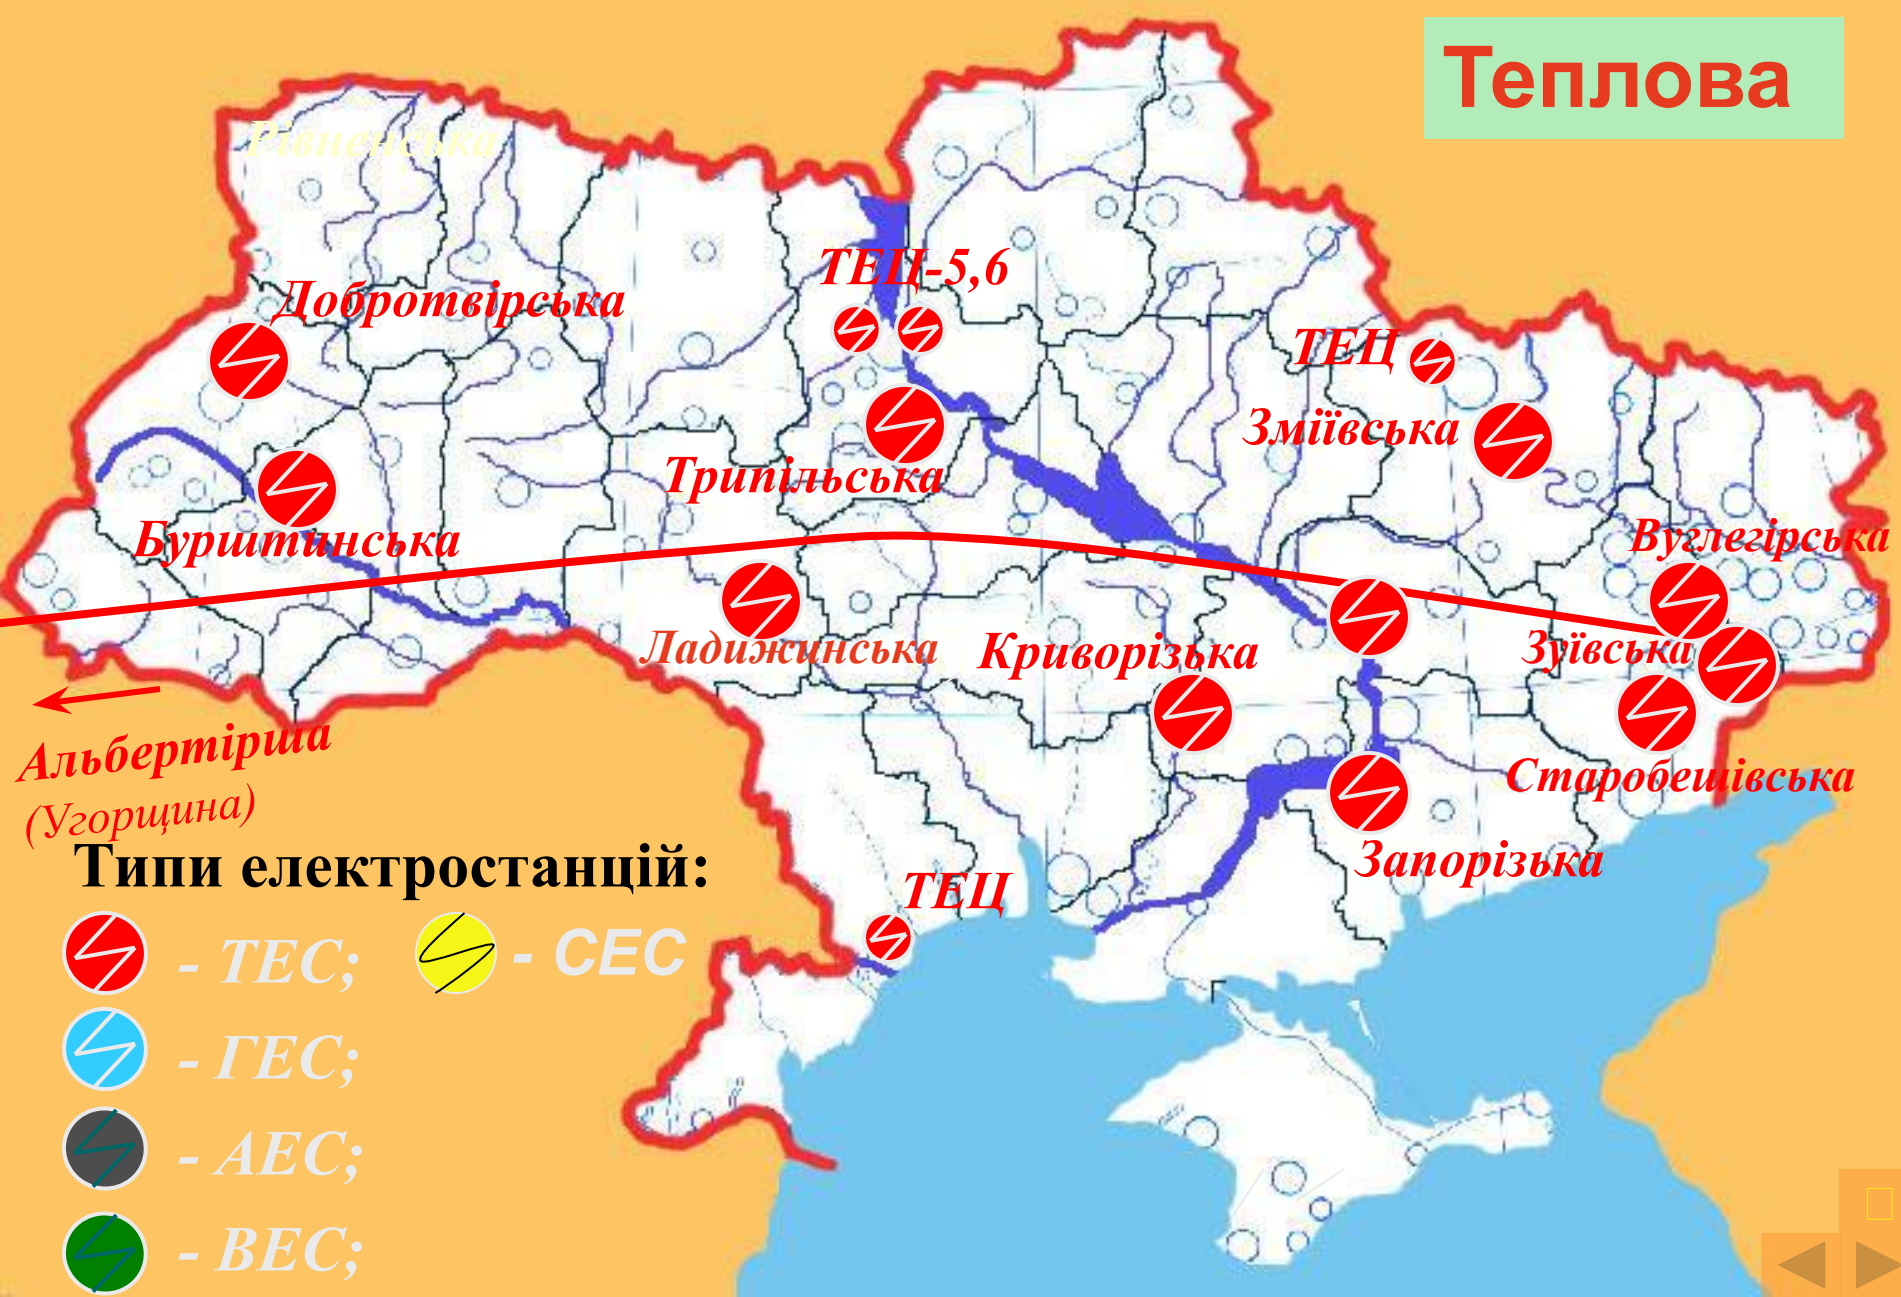 Теплова
Рівненська
ТЕЦ-5,6
Добротвірська
ТЕЦ
Зміївська
Трипільська
Бурштинська
Вуглегірська
Ладижинська
Криворізька
Зуївська
Альбертірша
(Угорщина)
Старобешівська
Запорізька
ТЕЦ
Типи електростанцій:
- ТЕС;
- СЕС
- ГЕС;
- АЕС;
- ВЕС;